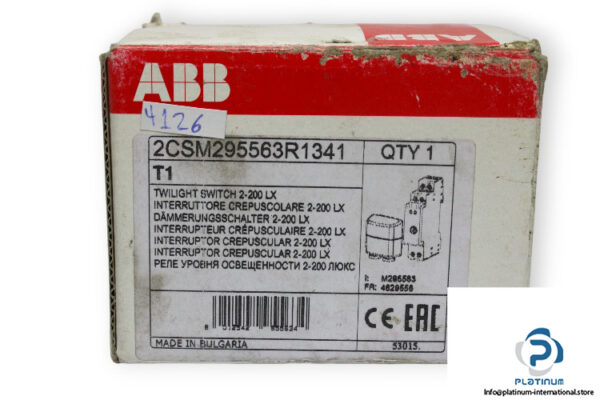 ABB
4126
2CSM295563R1341
QTY 1
T1
TWILIGHT SWITCH 2-200 LX
INTERRUTTORE CREPUSCOLARE 2-200 LX
DÄMMERUNGSSCHALTER 2-200 LX
INTERRUPTEUR CRÉPUSCULAIRE 2-200 LX
INTERRUPTOR CREPUSCULAR 2-200 LX
INTERRUPTOR CREPUSCULAR 2-200 LX
РЕЛЕ УРОВНЯ ОСВЕЩЕННОСТИ 2-200 ЛЮКС
I: M295563
FR: 4629556
CE EAC
MADE IN BULGARIA
53015.
PLATINUM
Info@platinum-international.store